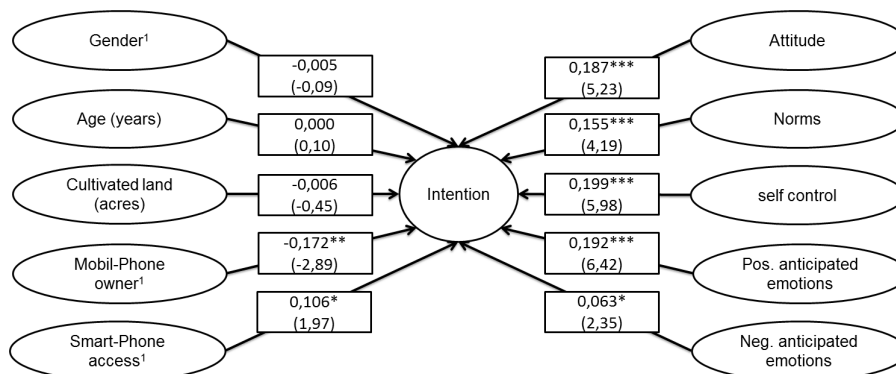 Gender¹
-0,005
(-0,09)
Age (years)
0,000
(0,10)
Cultivated land
(acres)
-0,006
(-0,45)
Mobil-Phone
owner¹
-0,172**
(-2,89)
Smart-Phone
access¹
0,106*
(1,97)
Intention
Attitude
0,187***
(5,23)
Norms
0,155***
(4,19)
self control
0,199***
(5,98)
Pos. anticipated
emotions
0,192***
(6,42)
Neg. anticipated
emotions
0,063*
(2,35)